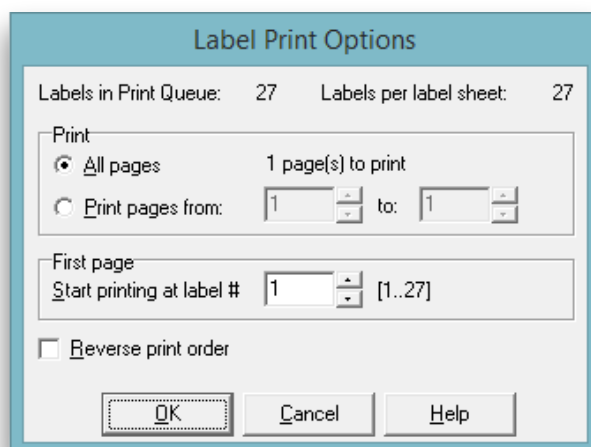 Label Print Options
Labels in Print Queue: 27 Labels per label sheet: 27
Print
All pages 1 page(s) to print
Print pages from: 1 to: 1
First page
Start printing at label # 1 [1..27]
Reverse print order
OK Cancel Help